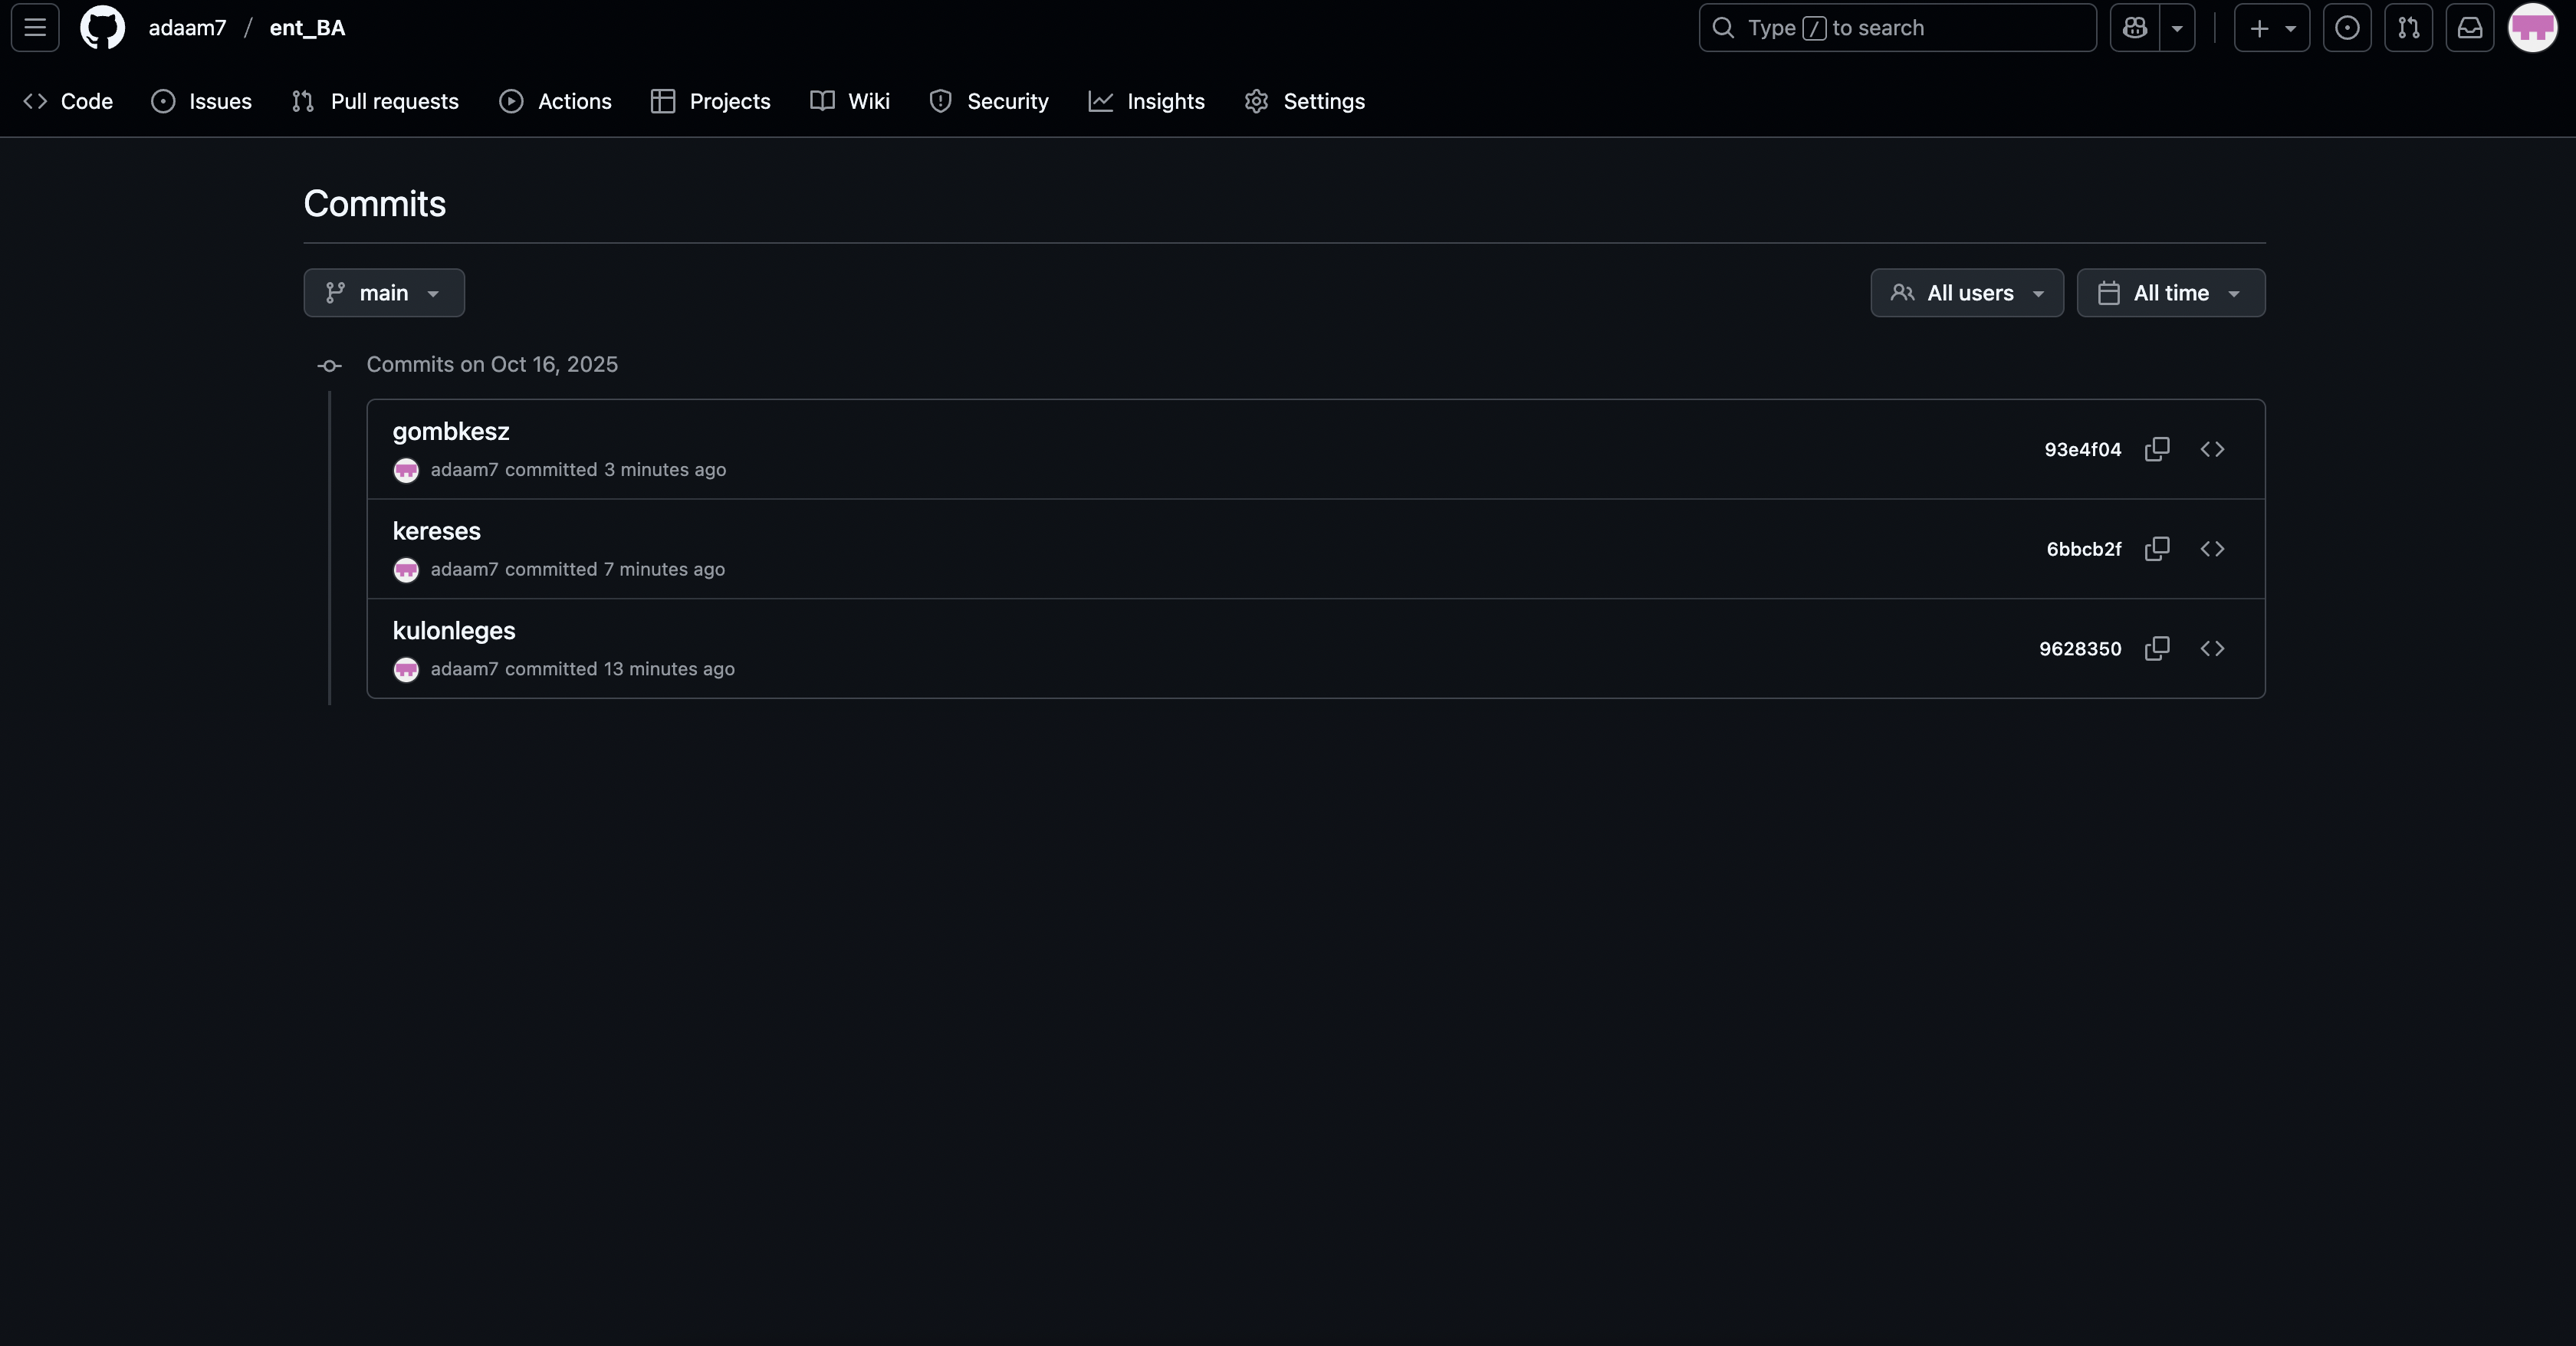 adaam7 / ent_BA
Type / to search
Code Issues Pull requests Actions Projects Wiki Security Insights Settings
Commits
main
All users All time
Commits on Oct 16, 2025
gombkesz
adaam7 committed 3 minutes ago
93e4f04
kereses
adaam7 committed 7 minutes ago
6bbcb2f
kulonleges
adaam7 committed 13 minutes ago
9628350